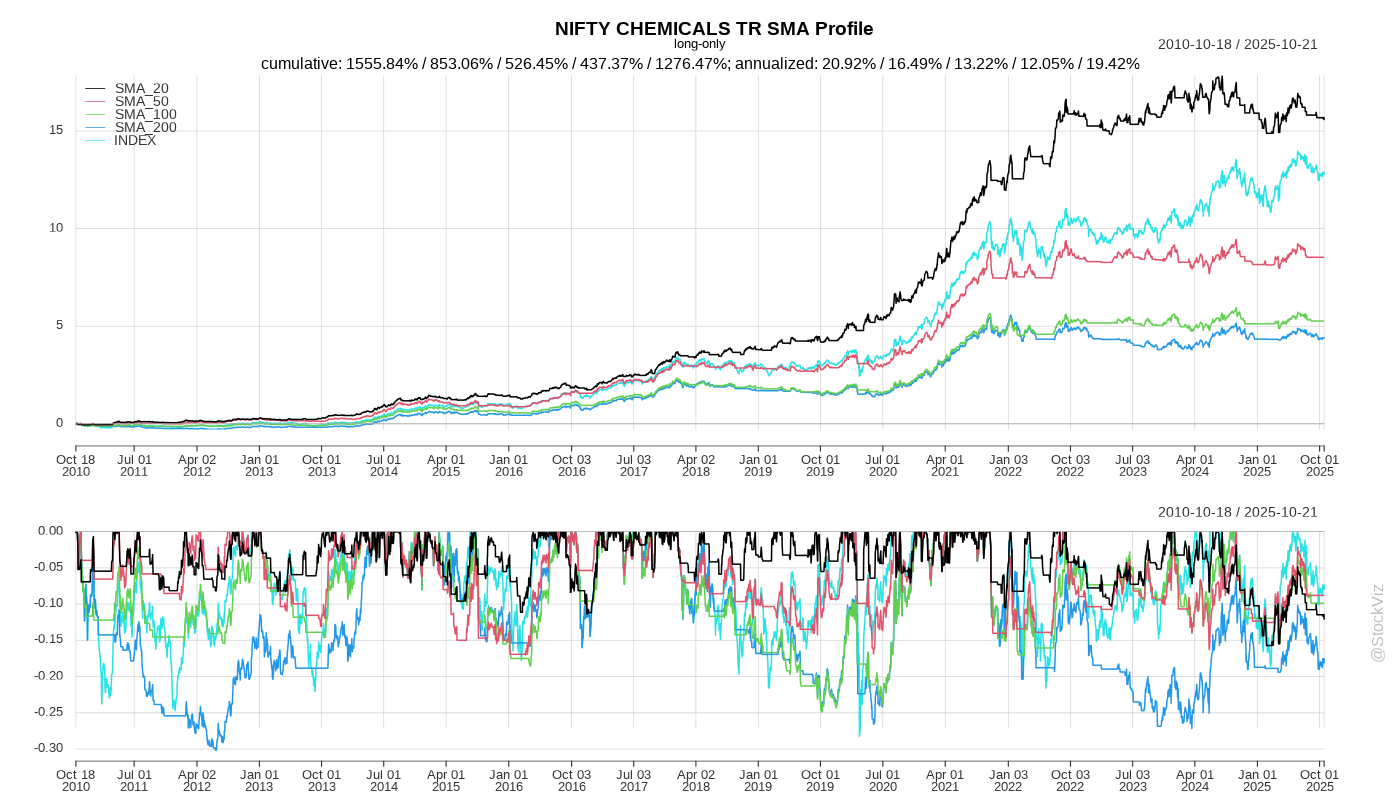 NIFTY CHEMICALS TR SMA Profile
long-only
2010-10-18 / 2025-10-21
cumulative: 1555.84% / 853.06% / 526.45% / 437.37% / 1276.47%; annualized: 20.92% / 16.49% / 13.22% / 12.05% / 19.42%
SMA_20
SMA_50
SMA_100
SMA_200
INDEX
15
10
5
0
Oct 18 Jul 01 Apr 02 Jan 01 Oct 01 Jul 01 Apr 01 Jan 01 Oct 03 Jul 03 Apr 02 Jan 01 Oct 01 Jul 01 Apr 01 Jan 03 Oct 03 Jul 03 Apr 01 Jan 01 Oct 01
2010 2011 2012 2013 2013 2014 2015 2016 2016 2017 2018 2019 2019 2020 2021 2022 2022 2023 2024 2025 2025
2010-10-18 / 2025-10-21
0.00
-0.05
-0.10
-0.15
-0.20
-0.25
-0.30
Oct 18 Jul 01 Apr 02 Jan 01 Oct 01 Jul 01 Apr 01 Jan 01 Oct 03 Jul 03 Apr 02 Jan 01 Oct 01 Jul 01 Apr 01 Jan 03 Oct 03 Jul 03 Apr 01 Jan 01 Oct 01
2010 2011 2012 2013 2013 2014 2015 2016 2016 2017 2018 2019 2019 2020 2021 2022 2022 2023 2024 2025 2025
@StockViz